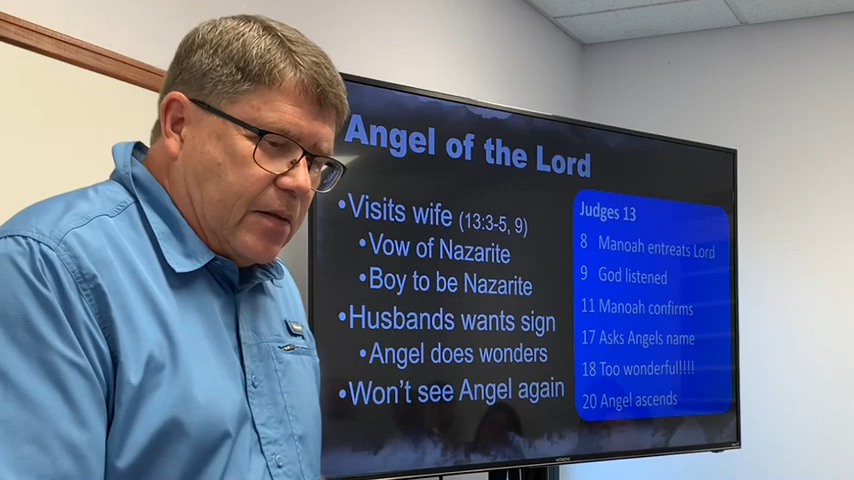 Angel of the Lord
•Visits wife (13:3-5, 9)
•Vow of Nazarite
•Boy to be Nazarite
•Husbands wants sign
•Angel does wonders
•Won't see Angel again
Judges 13
8 Manoah entreats Lord
9 God listened
11 Manoah confirms
17 Asks Angels name
18 Too wonderful!!!!
20 Angel ascends
HITACHI